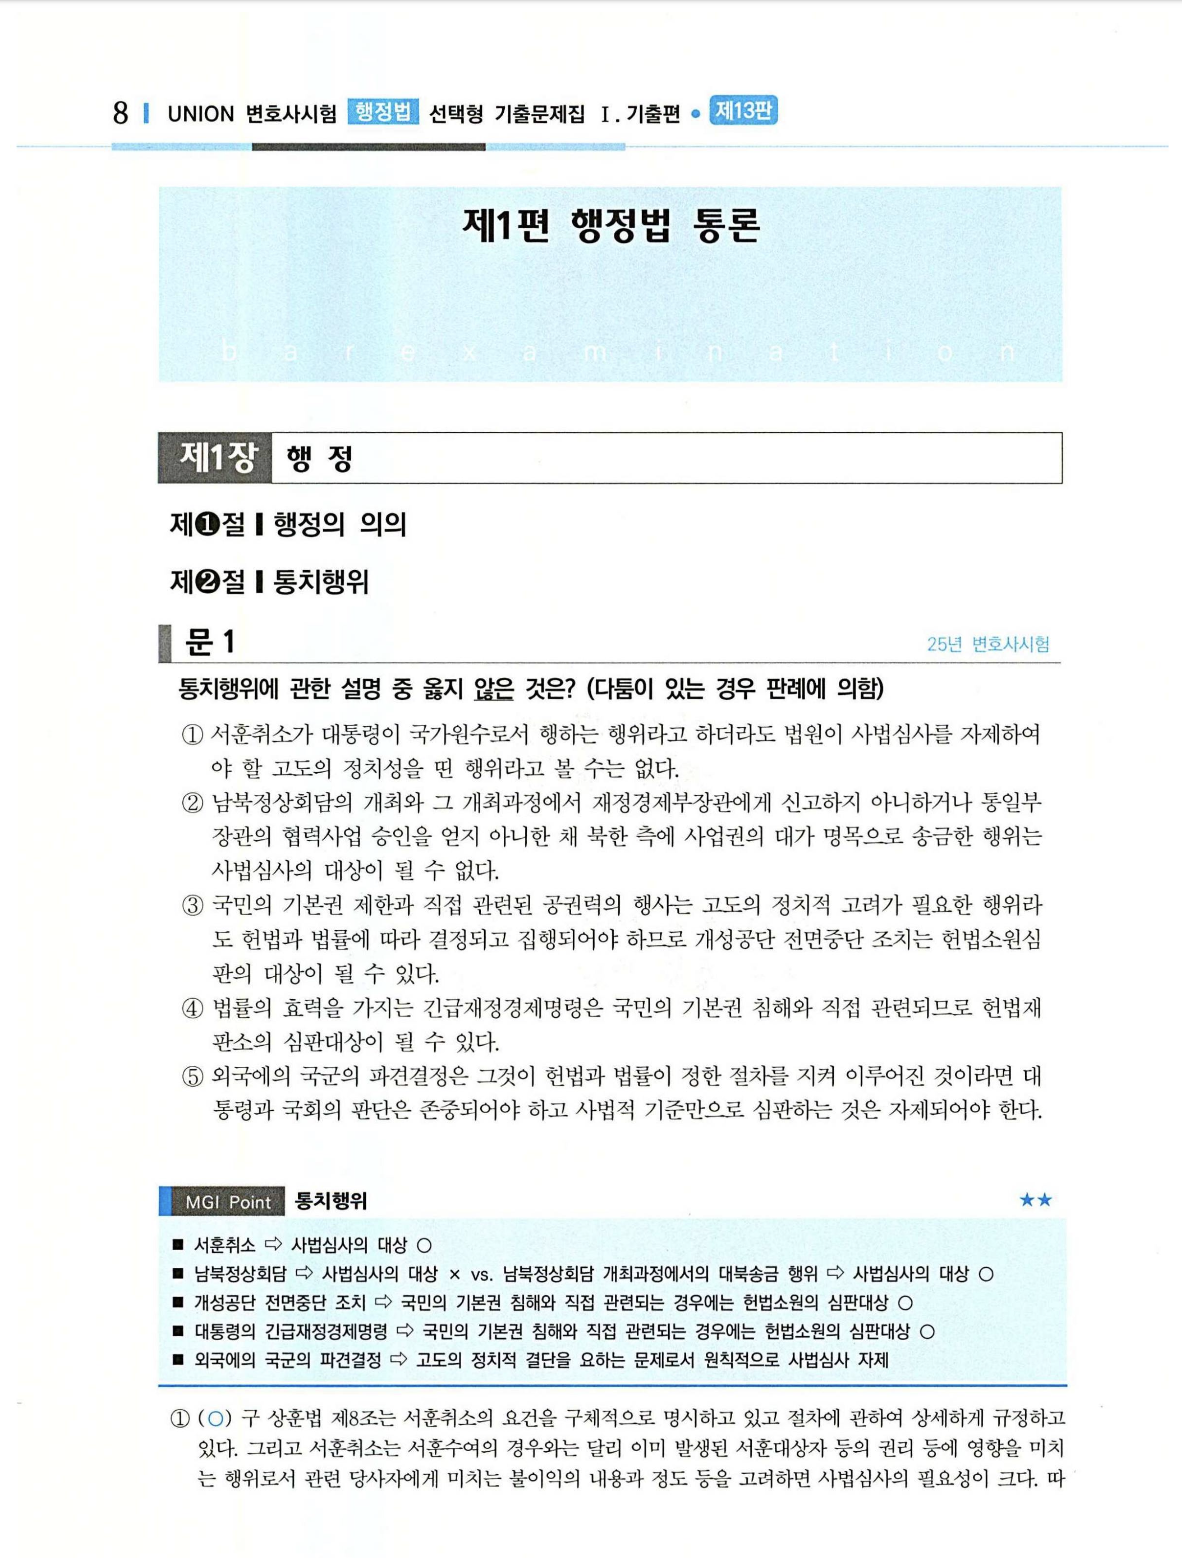 8 UNION 변호사시험 행정법 선택형 기출문제집 Ⅰ. 기출편 • 제13판
제1편 행정법 통론
barexamination
제1장 행 정
제❶절 행정의 의의
제❷절 통치행위
문 1 25년 변호사시험
통치행위에 관한 설명 중 옳지 않은 것은? (다툼이 있는 경우 판례에 의함)
① 서훈취소가 대통령이 국가원수로서 행하는 행위라고 하더라도 법원이 사법심사를 자제하여
야 할 고도의 정치성을 띤 행위라고 볼 수는 없다.
② 남북정상회담의 개최와 그 개최과정에서 재정경제부장관에게 신고하지 아니하거나 통일부
장관의 협력사업 승인을 얻지 아니한 채 북한 측에 사업권의 대가 명목으로 송금한 행위는
사법심사의 대상이 될 수 없다.
③ 국민의 기본권 제한과 직접 관련된 공권력의 행사는 고도의 정치적 고려가 필요한 행위라
도 헌법과 법률에 따라 결정되고 집행되어야 하므로 개성공단 전면중단 조치는 헌법소원심
판의 대상이 될 수 있다.
④ 법률의 효력을 가지는 긴급재정경제명령은 국민의 기본권 침해와 직접 관련되므로 헌법재
판소의 심판대상이 될 수 있다.
⑤ 외국에의 국군의 파견결정은 그것이 헌법과 법률이 정한 절차를 지켜 이루어진 것이라면 대
통령과 국회의 판단은 존중되어야 하고 사법적 기준만으로 심판하는 것은 자제되어야 한다.
MGI Point 통치행위 ★★
■ 서훈취소 ⇨ 사법심사의 대상 ○
■ 남북정상회담 ⇨ 사법심사의 대상 × vs. 남북정상회담 개최과정에서의 대북송금 행위 ⇨ 사법심사의 대상 ○
■ 개성공단 전면중단 조치 ⇨ 국민의 기본권 침해와 직접 관련되는 경우에는 헌법소원의 심판대상 ○
■ 대통령의 긴급재정경제명령 ⇨ 국민의 기본권 침해와 직접 관련되는 경우에는 헌법소원의 심판대상 ○
■ 외국에의 국군의 파견결정 ⇨ 고도의 정치적 결단을 요하는 문제로서 원칙적으로 사법심사 자제
① (○) 구 상훈법 제8조는 서훈취소의 요건을 구체적으로 명시하고 있고 절차에 관하여 상세하게 규정하고
있다. 그리고 서훈취소는 서훈수여의 경우와는 달리 이미 발생된 서훈대상자 등의 권리 등에 영향을 미치
는 행위로서 관련 당사자에게 미치는 불이익의 내용과 정도 등을 고려하면 사법심사의 필요성이 크다. 따